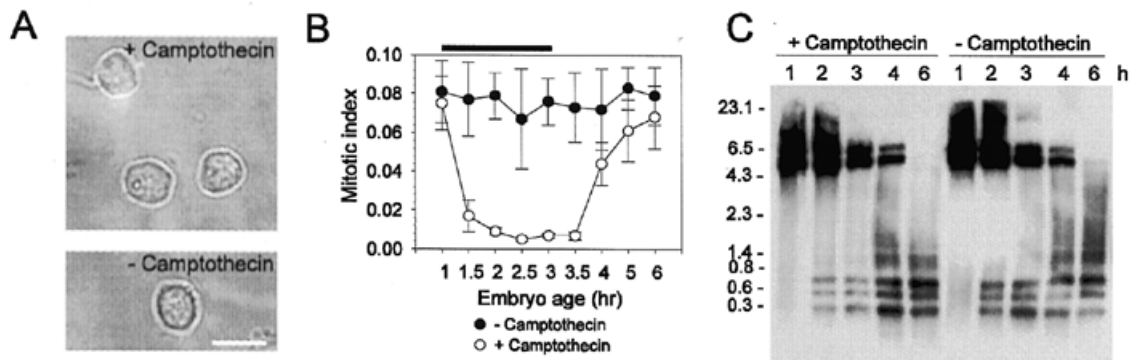 A
+ Camptothecin
- Camptothecin
B
Mitotic index
0.10
0.08
0.06
0.04
0.02
0.00
1 1.5 2 2.5 3 3.5 4 5 6
Embryo age (hr)
- Camptothecin
+ Camptothecin
C
+ Camptothecin - Camptothecin
1 2 3 4 6 1 2 3 4 6 h
23.1 -
6.5 -
4.3 -
2.3 -
1.4 -
0.8 -
0.6 -
0.3 -